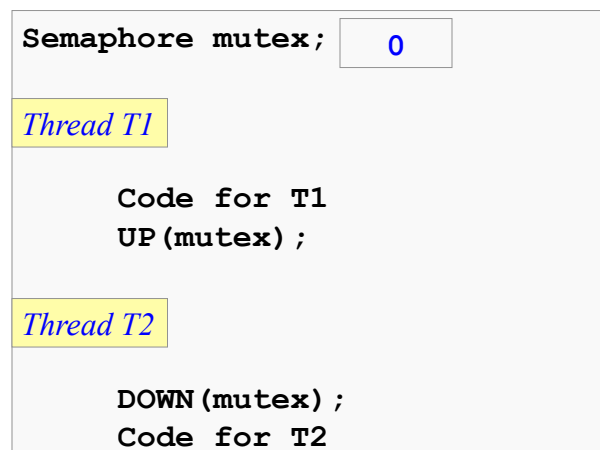 Semaphore mutex; 0
Thread T1
Code for T1
UP(mutex);
Thread T2
DOWN(mutex);
Code for T2